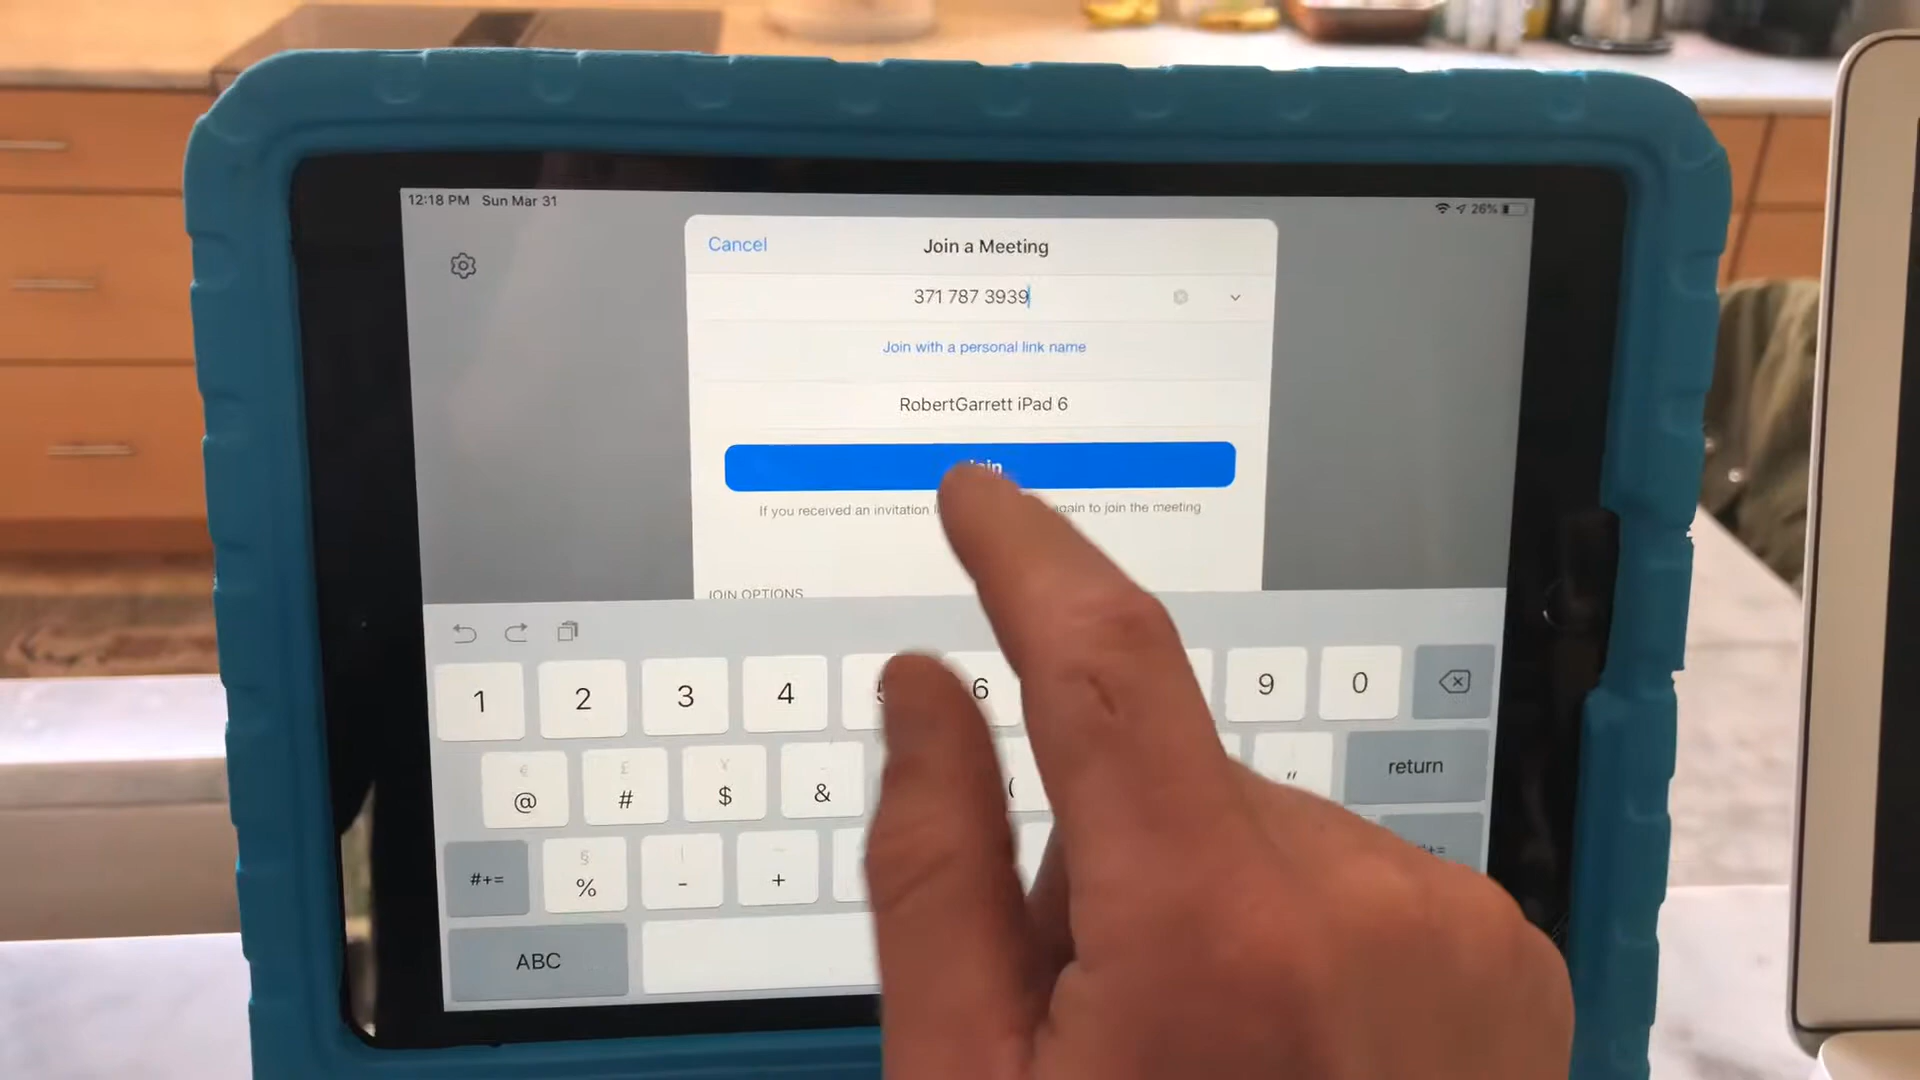 12:18 PM Sun Mar 31
26%
Cancel
Join a Meeting
371 787 3939
Join with a personal link name
RobertGarrett iPad 6
Join
If you received an invitation again to join the meeting
JOIN OPTIONS
1 2 3 4 5 6 9 0
€ £ ¥
@ # $ & ( " return
§
#+= % - + #+=
ABC